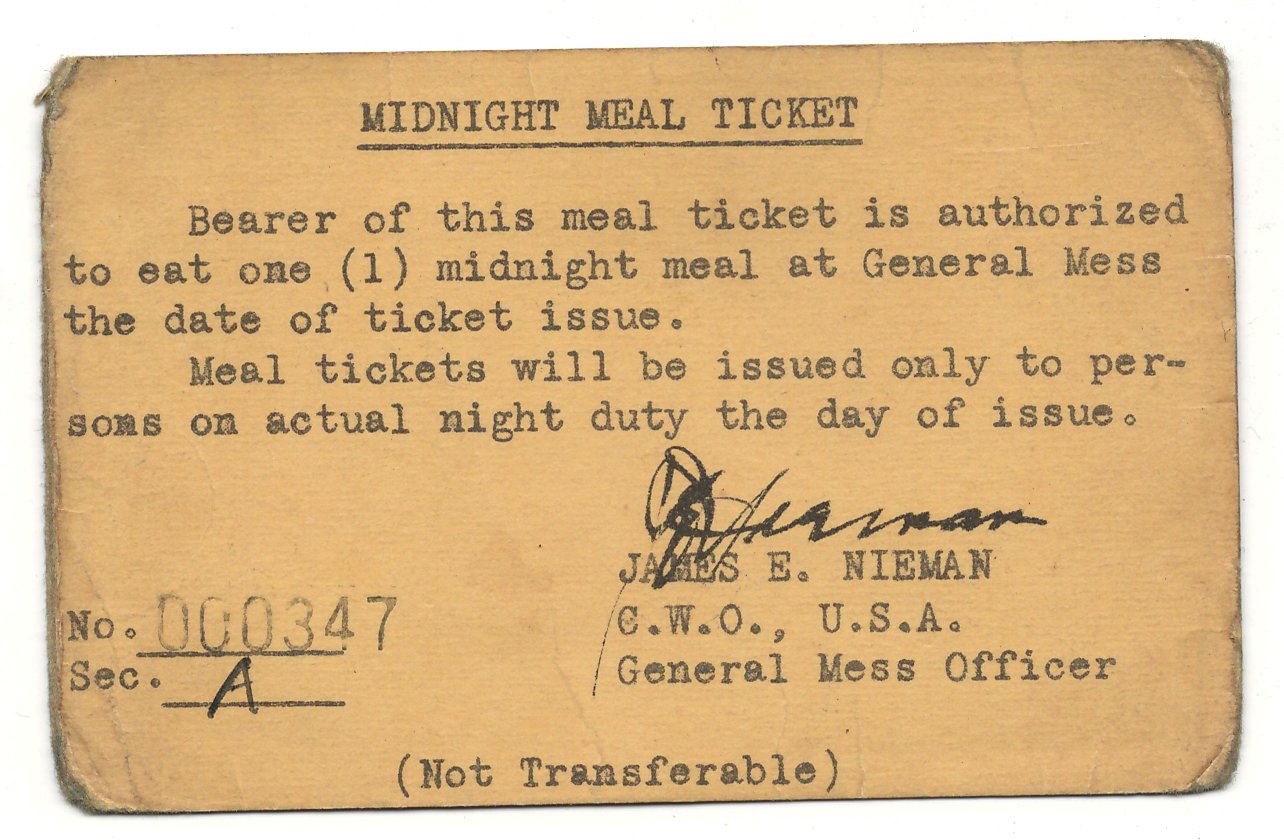 MIDNIGHT MEAL TICKET
Bearer of this meal ticket is authorized
to eat one (1) midnight meal at General Mess
the date of ticket issue.
Meal tickets will be issued only to per-
sons on actual night duty the day of issue.
JAMES E. NIEMAN
C.W.O., U.S.A.
General Mess Officer
No. 000347
Sec. A
(Not Transferable)